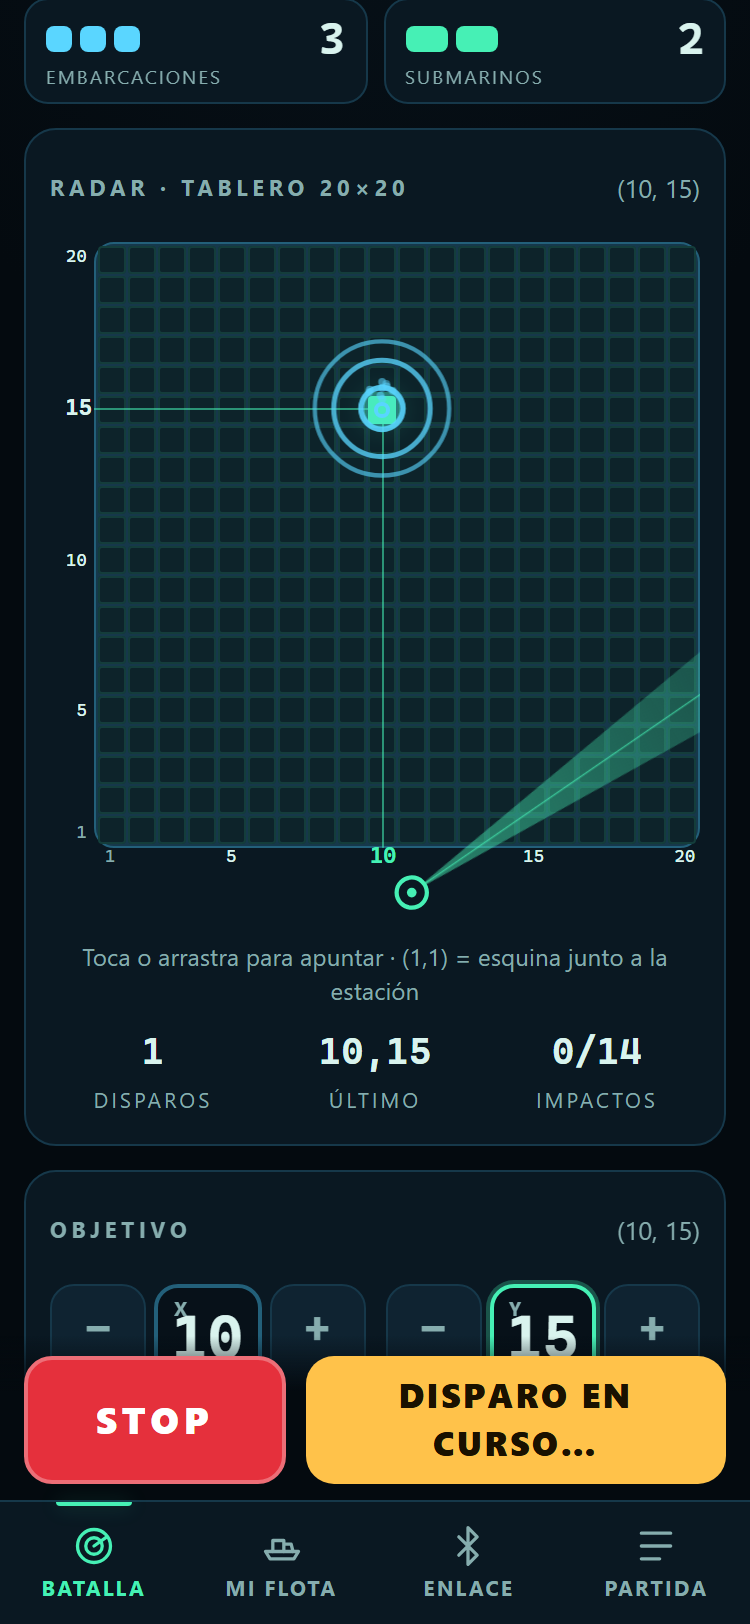 3
EMBARCACIONES
2
SUBMARINOS
RADAR · TABLERO 20×20
(10, 15)
20
15
10
5
1
1
5
10
15
20
Toca o arrastra para apuntar · (1,1) = esquina junto a la
estación
1
DISPAROS
10,15
ÚLTIMO
0/14
IMPACTOS
OBJETIVO
(10, 15)
−
X
10
+
−
Y
15
+
STOP
DISPARO EN
CURSO...
BATALLA
MI FLOTA
ENLACE
PARTIDA